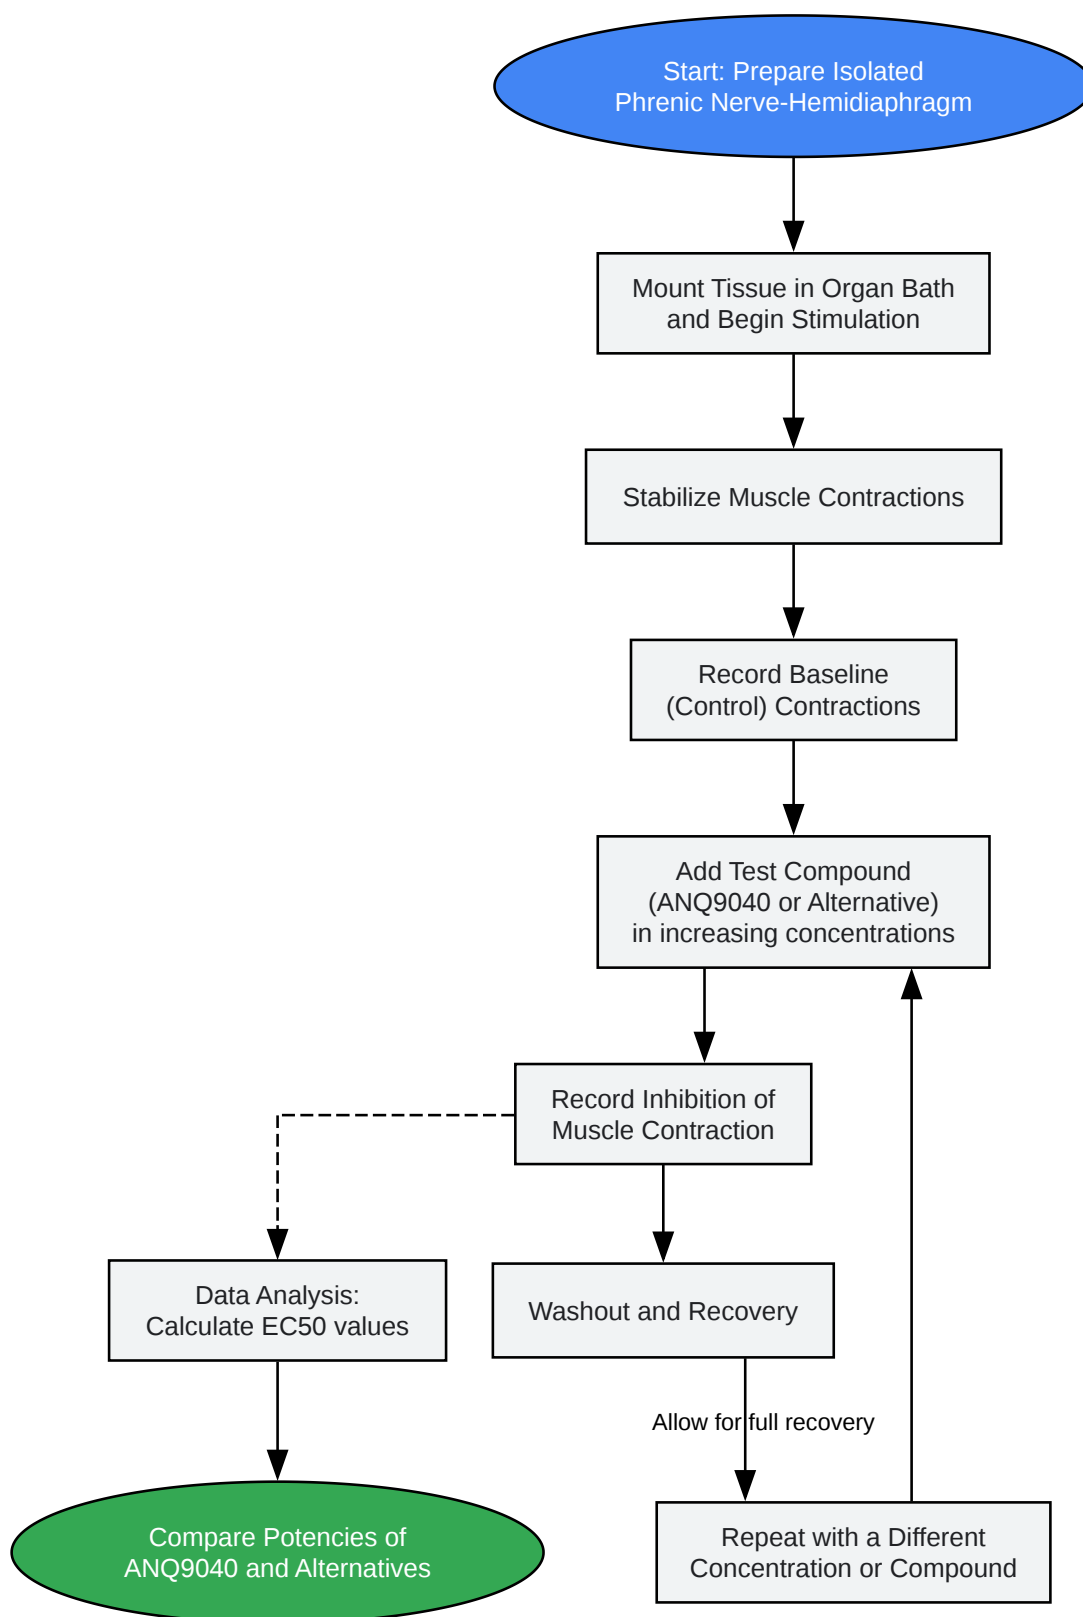 Start: Prepare Isolated
Phrenic Nerve-Hemidiaphragm
Mount Tissue in Organ Bath
and Begin Stimulation
Stabilize Muscle Contractions
Record Baseline
(Control) Contractions
Add Test Compound
(ANQ9040 or Alternative)
in increasing concentrations
Record Inhibition of
Muscle Contraction
Data Analysis:
Calculate EC50 values
Washout and Recovery
Allow for full recovery
Compare Potencies of
ANQ9040 and Alternatives
Repeat with a Different
Concentration or Compound